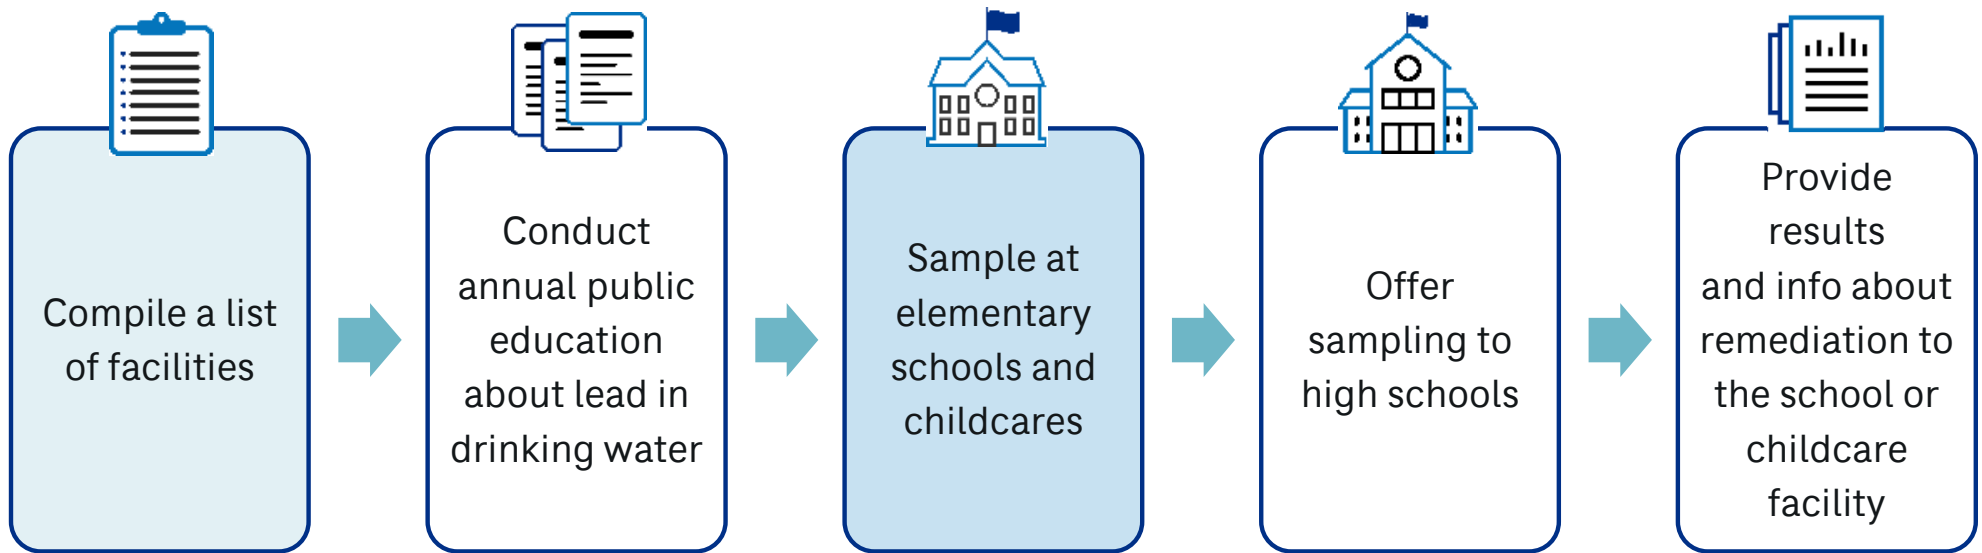 Compile a list
of facilities
Conduct
annual public
education
about lead in
drinking water
Sample at
elementary
schools and
childcares
Offer
sampling to
high schools
Provide
results
and info about
remediation to
the school or
childcare
facility